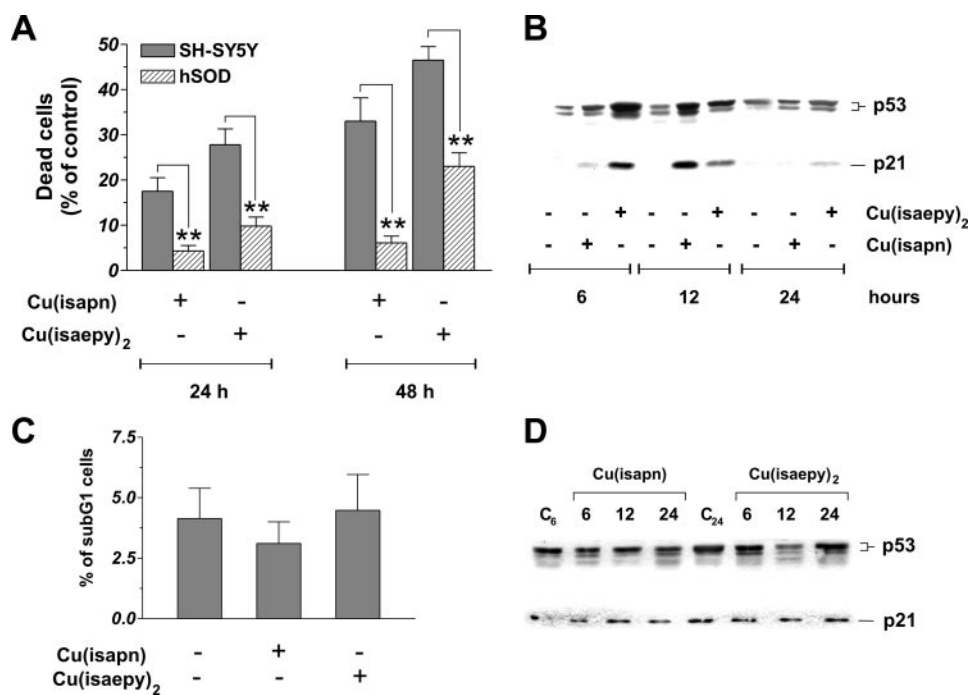 A
50
40
30
20
10
0
Dead cells
(% of control)
SH-SY5Y
hSOD
** ** ** **
Cu(isapn) + - + -
Cu(isaepy)2 - + - +
24 h 48 h
B
p53
p21
- - + - - + - - + Cu(isaepy)2
- + - - + - - + - Cu(isapn)
6 12 24 hours
C
7.5
5.0
2.5
0.0
% of subG1 cells
Cu(isapn) - + -
Cu(isaepy)2 - - +
D
Cu(isapn) Cu(isaepy)2
C6 6 12 24 C24 6 12 24
p53
p21